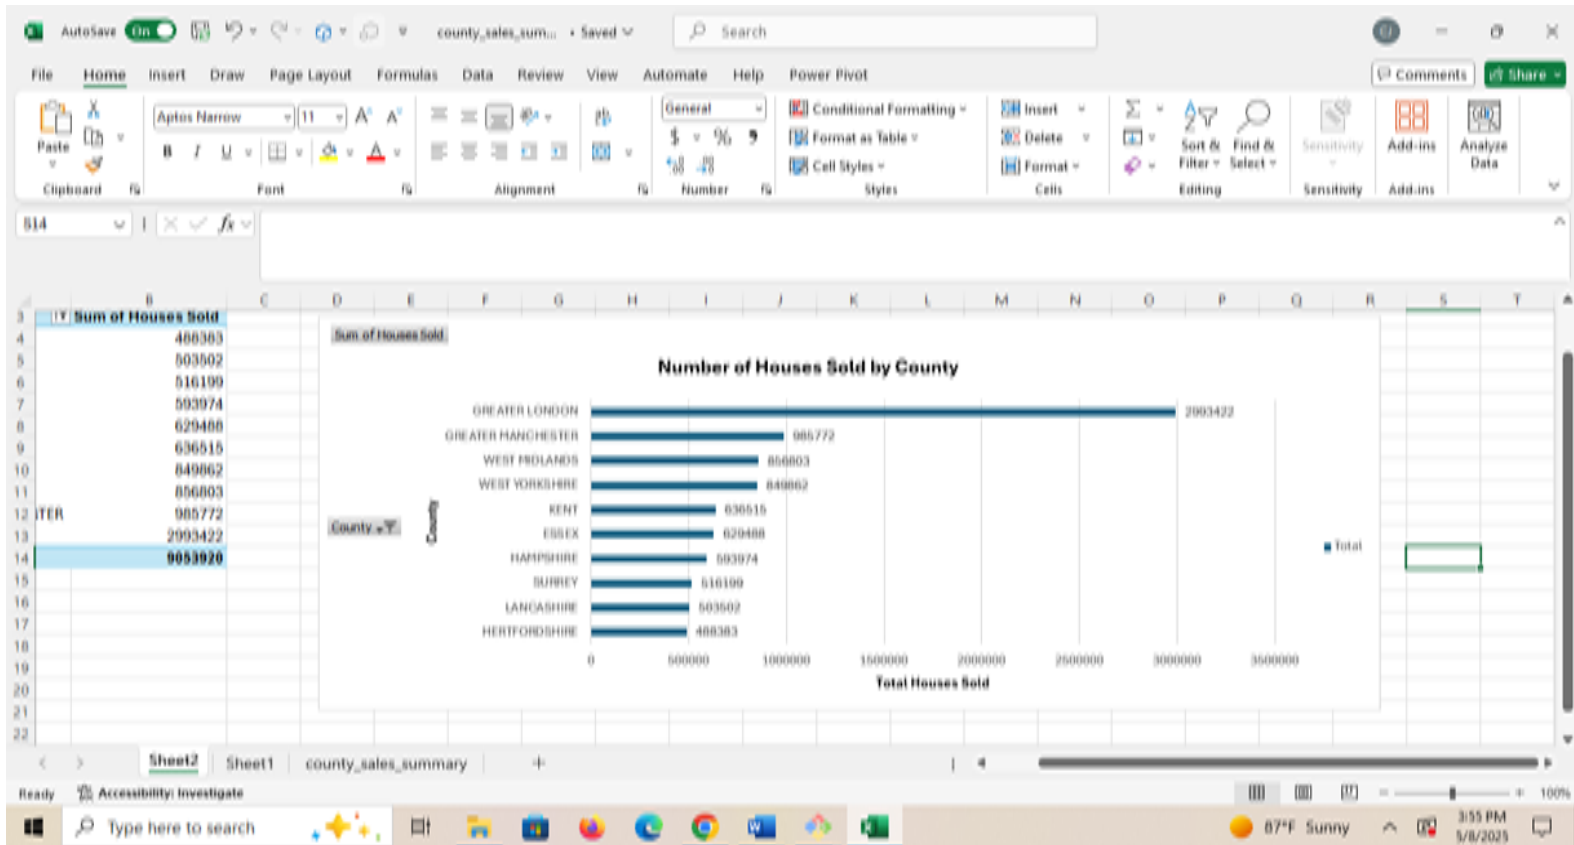 AutoSave On county_sales_sum... • Saved Search
File Home Insert Draw Page Layout Formulas Data Review View Automate Help Power Pivot Comments Share
Paste
Clipboard
Aptos Narrow 11 A A
B I U A
Font
Alignment
General
$ % 9
Number
Conditional Formatting
Format as Table
Cell Styles
Styles
Insert
Delete
Format
Cells
Sort & Filter
Find & Select
Editing
Sensitivity
Sensitivity
Add-ins
Add-ins
Analyze Data
S14 fx
B C D E F G H I J K L M N O P Q R S T
3 Sum of Houses Sold
4 488383
5 503502
6 516199
7 593974
8 629488
9 636515
10 849862
11 856803
12 ITER 985772
13 2993422
14 9053920
15
16
17
18
19
20
21
22
Sum of Houses Sold
Number of Houses Sold by County
County
County
GREATER LONDON 2993422
GREATER MANCHESTER 985772
WEST MIDLANDS 856803
WEST YORKSHIRE 849862
KENT 636515
ESSEX 629488
HAMPSHIRE 593974
SURREY 516199
LANCASHIRE 503502
HERTFORDSHIRE 488383
Total
0 500000 1000000 1500000 2000000 2500000 3000000 3500000
Total Houses Sold
Sheet2 Sheet1 county_sales_summary +
Ready Accessibility: Investigate 100%
Type here to search 87°F Sunny 3:55 PM
5/8/2025